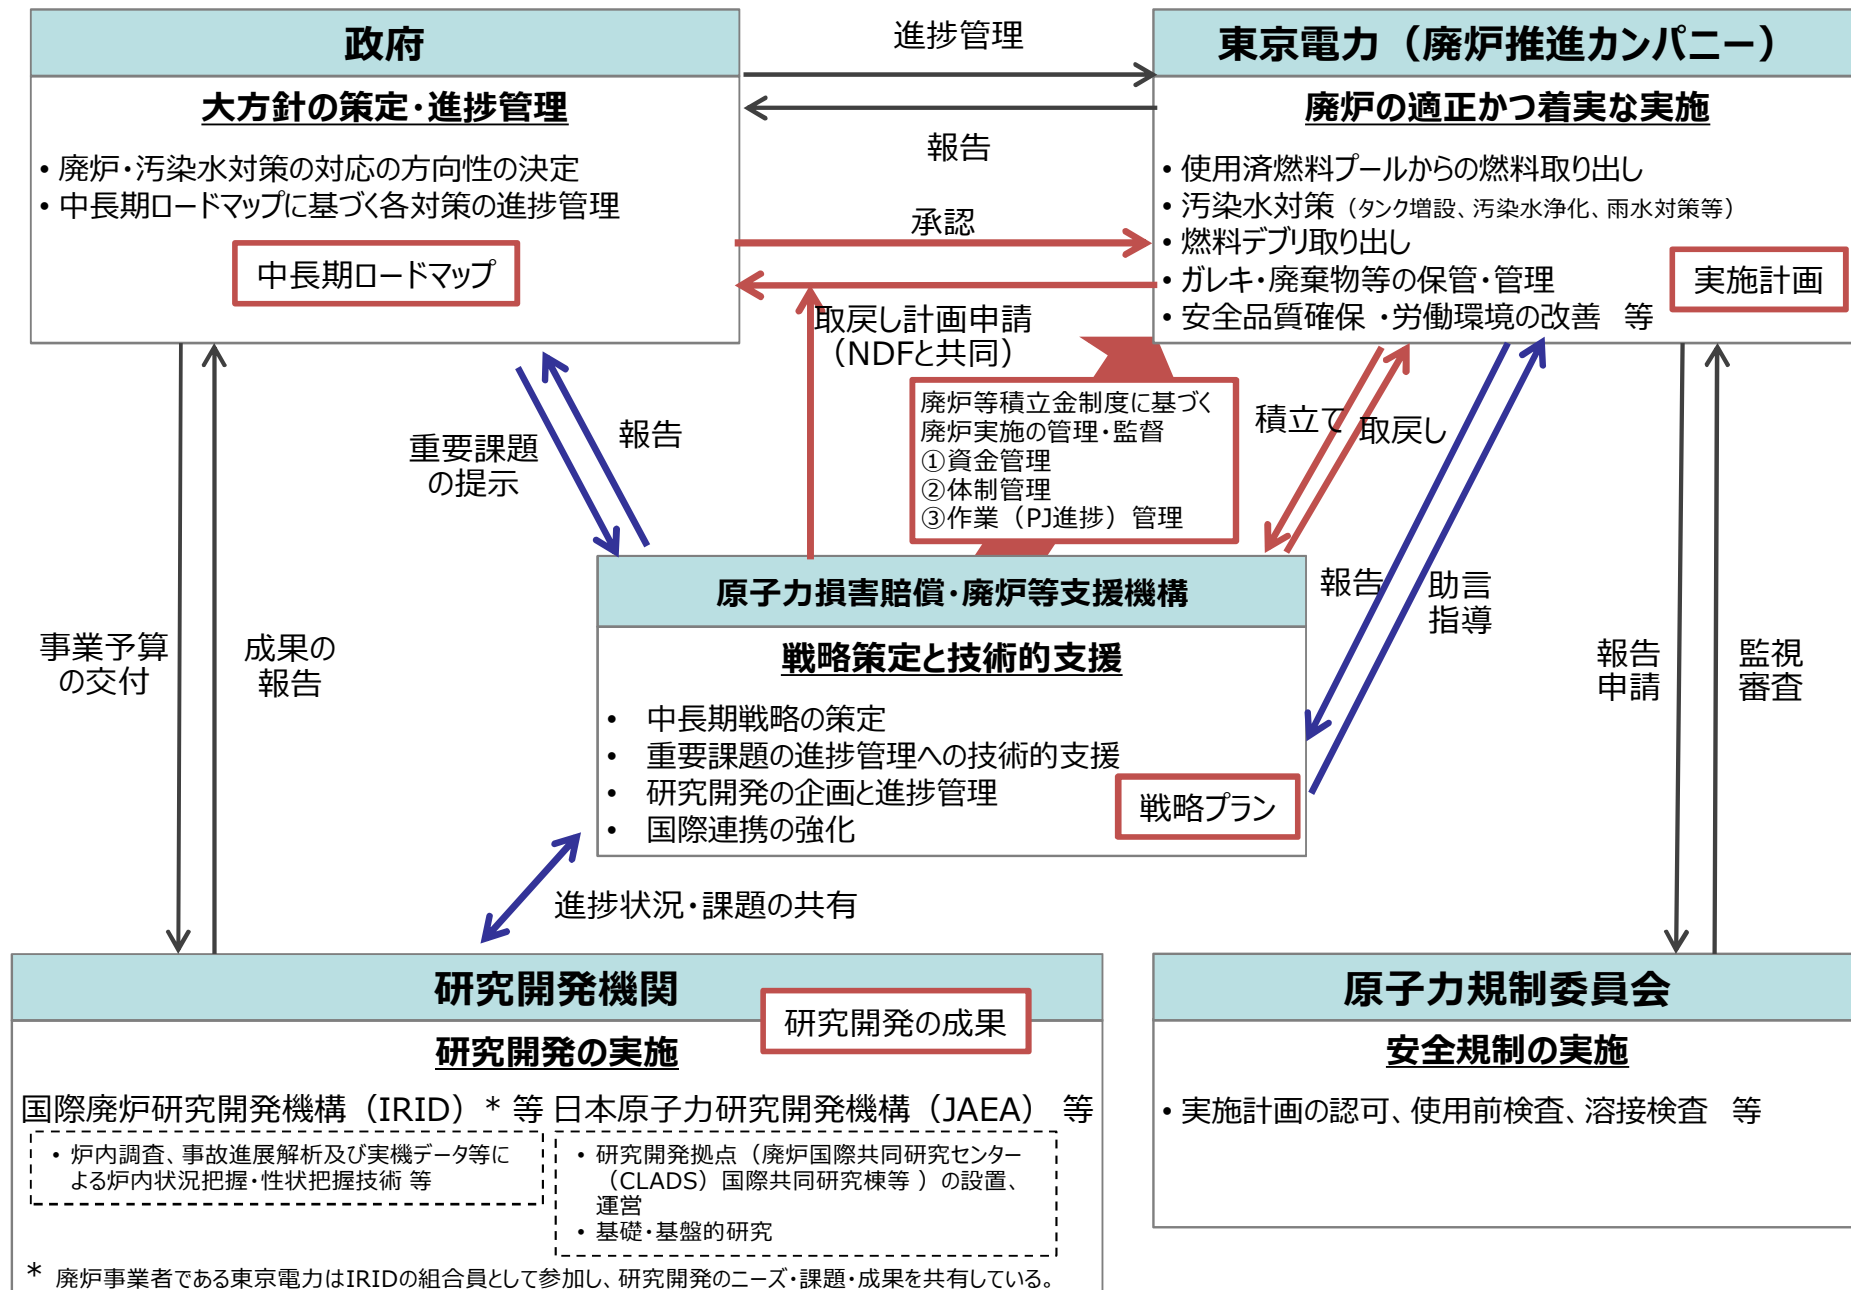 政府
大方針の策定・進捗管理
• 廃炉・汚染水対策の対応の方向性の決定
• 中長期ロードマップに基づく各対策の進捗管理
中長期ロードマップ
進捗管理
報告
承認
取戻し計画申請
（NDFと共同）
東京電力（廃炉推進カンパニー）
廃炉の適正かつ着実な実施
• 使用済燃料プールからの燃料取り出し
• 汚染水対策（タンク増設、汚染水浄化、雨水対策等）
• 燃料デブリ取り出し
• ガレキ・廃棄物等の保管・管理
• 安全品質確保 ・労働環境の改善 等
実施計画
廃炉等積立金制度に基づく
廃炉実施の管理・監督
①資金管理
②体制管理
③作業（PJ進捗）管理
積立て
取戻し
重要課題
の提示
報告
原子力損害賠償・廃炉等支援機構
戦略策定と技術的支援
• 中長期戦略の策定
• 重要課題の進捗管理への技術的支援
• 研究開発の企画と進捗管理
• 国際連携の強化
戦略プラン
報告
助言
指導
事業予算
の交付
成果の
報告
報告
申請
監視
審査
進捗状況・課題の共有
研究開発機関
研究開発の成果
研究開発の実施
国際廃炉研究開発機構（IRID）* 等
• 炉内調査、事故進展解析及び実機データ等に
よる炉内状況把握・性状把握技術 等
日本原子力研究開発機構（JAEA） 等
• 研究開発拠点（廃炉国際共同研究センター
（CLADS）国際共同研究棟等 ）の設置、
運営
• 基礎・基盤的研究
* 廃炉事業者である東京電力はIRIDの組合員として参加し、研究開発のニーズ・課題・成果を共有している。
原子力規制委員会
安全規制の実施
• 実施計画の認可、使用前検査、溶接検査 等